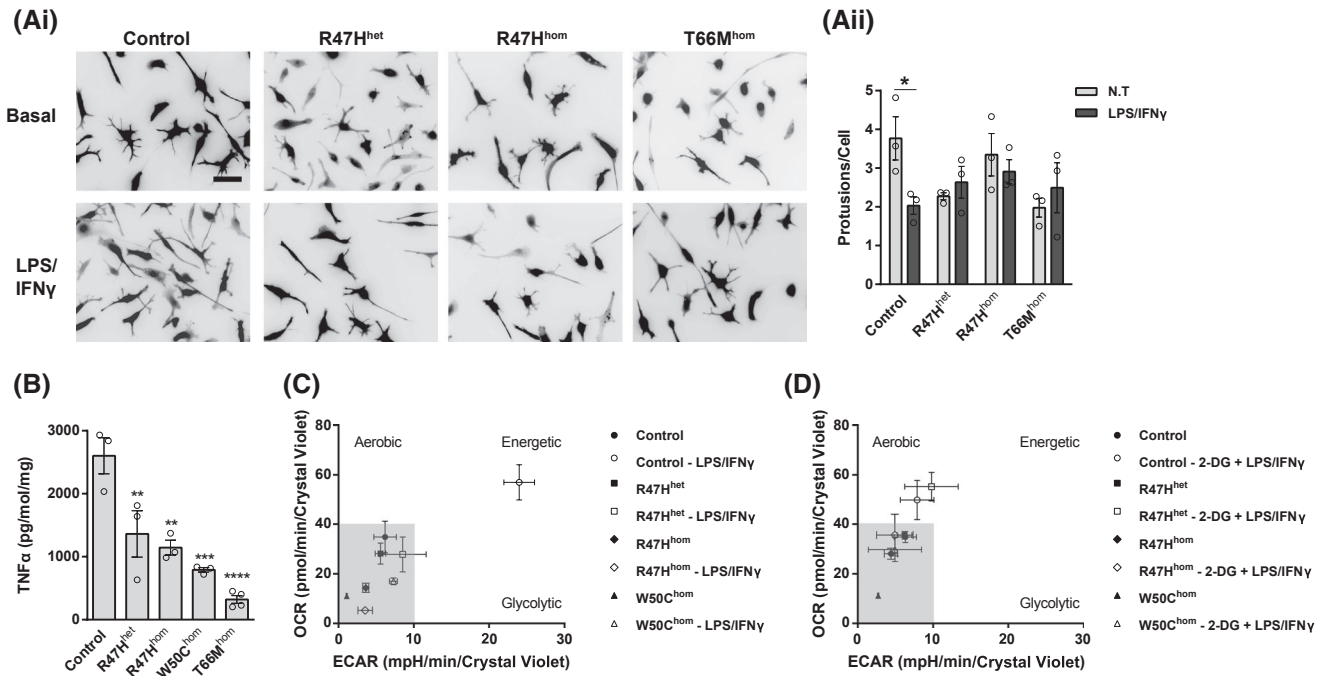 (Ai)
Control R47Hhet R47Hhom T66Mhom
Basal
LPS/
IFNγ
(Aii)
*
Protusions/Cell
5
4
3
2
1
0
Control
R47Hhet
R47Hhom
T66Mhom
N.T
LPS/IFNγ
(B)
TNFα (pg/mol/mg)
3000
2000
1000
0
**
**
***
****
Control
R47Hhet
R47Hhom
W50Chom
T66Mhom
(C)
OCR (pmol/min/Crystal Violet)
80
60
40
20
0
Aerobic Energetic
Glycolytic
0 10 20 30
ECAR (mpH/min/Crystal Violet)
Control
Control - LPS/IFNγ
R47Hhet
R47Hhet - LPS/IFNγ
R47Hhom
R47Hhom - LPS/IFNγ
W50Chom
W50Chom - LPS/IFNγ
(D)
OCR (pmol/min/Crystal Violet)
80
60
40
20
0
Aerobic Energetic
Glycolytic
0 10 20 30
ECAR (mpH/min/Crystal Violet)
Control
Control - 2-DG + LPS/IFNγ
R47Hhet
R47Hhet - 2-DG + LPS/IFNγ
R47Hhom
R47Hhom - 2-DG + LPS/IFNγ
W50Chom
W50Chom - 2-DG + LPS/IFNγ